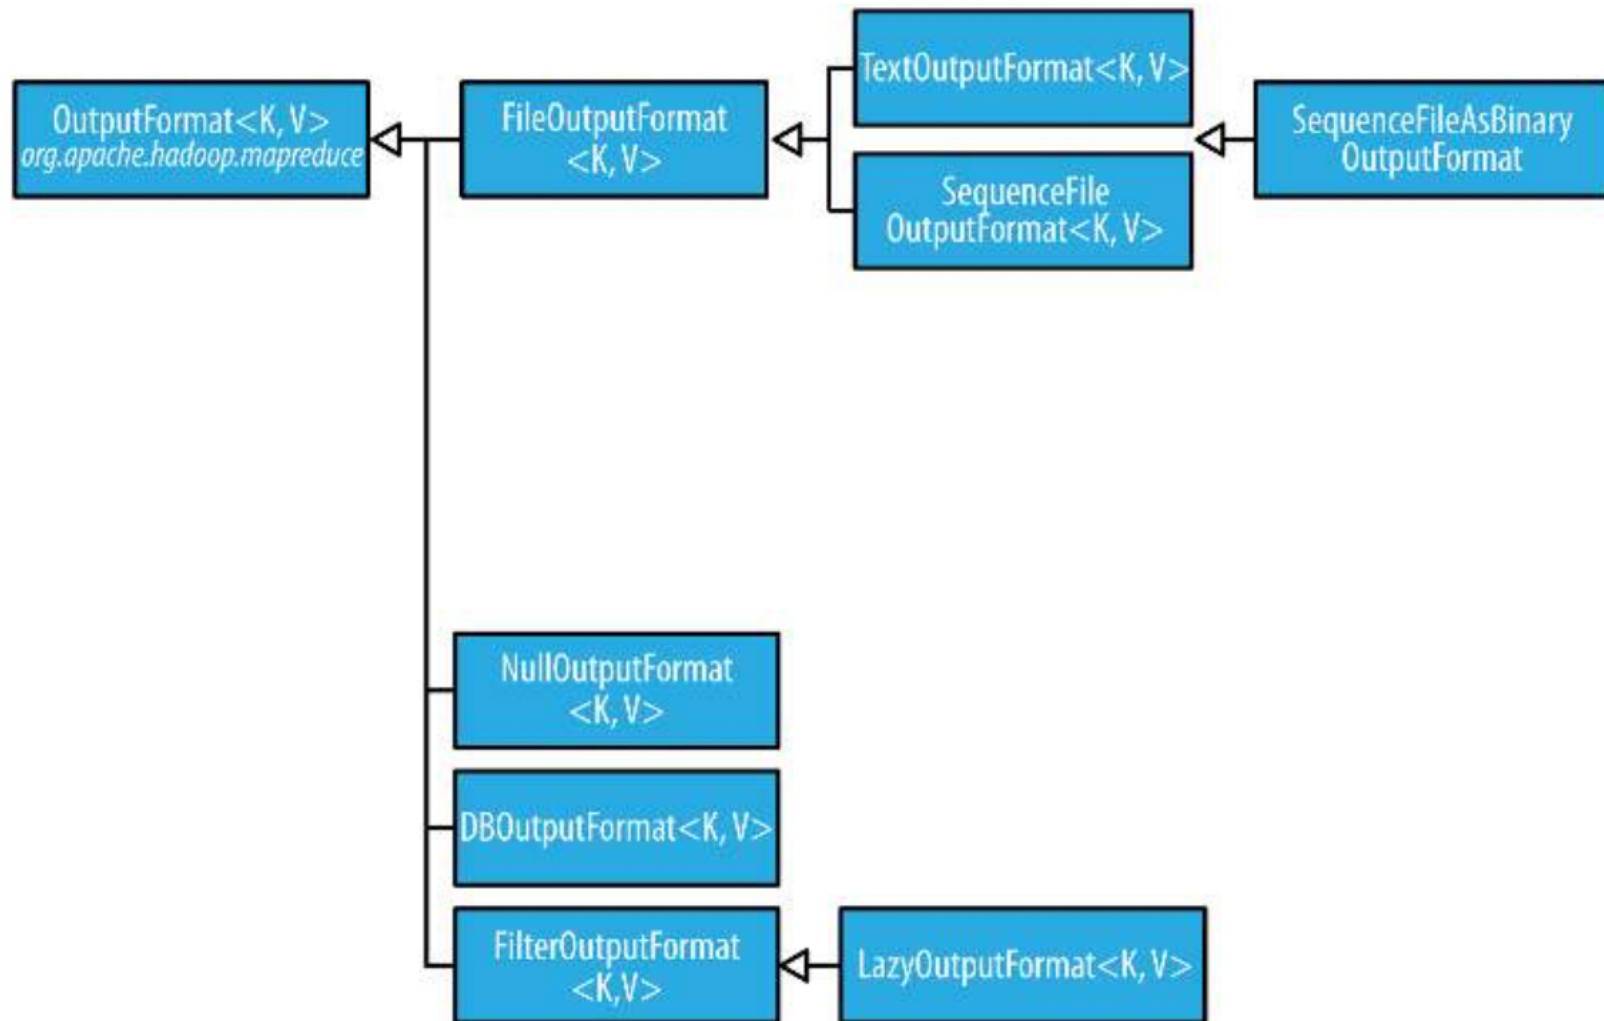 OutputFormat<K, V>
org.apache.hadoop.mapreduce
FileOutputFormat
<K, V>
TextOutputFormat<K, V>
SequenceFile
OutputFormat<K, V>
SequenceFileAsBinary
OutputFormat
NullOutputFormat
<K, V>
DBOutputFormat<K, V>
FilterOutputFormat
<K,V>
LazyOutputFormat<K, V>